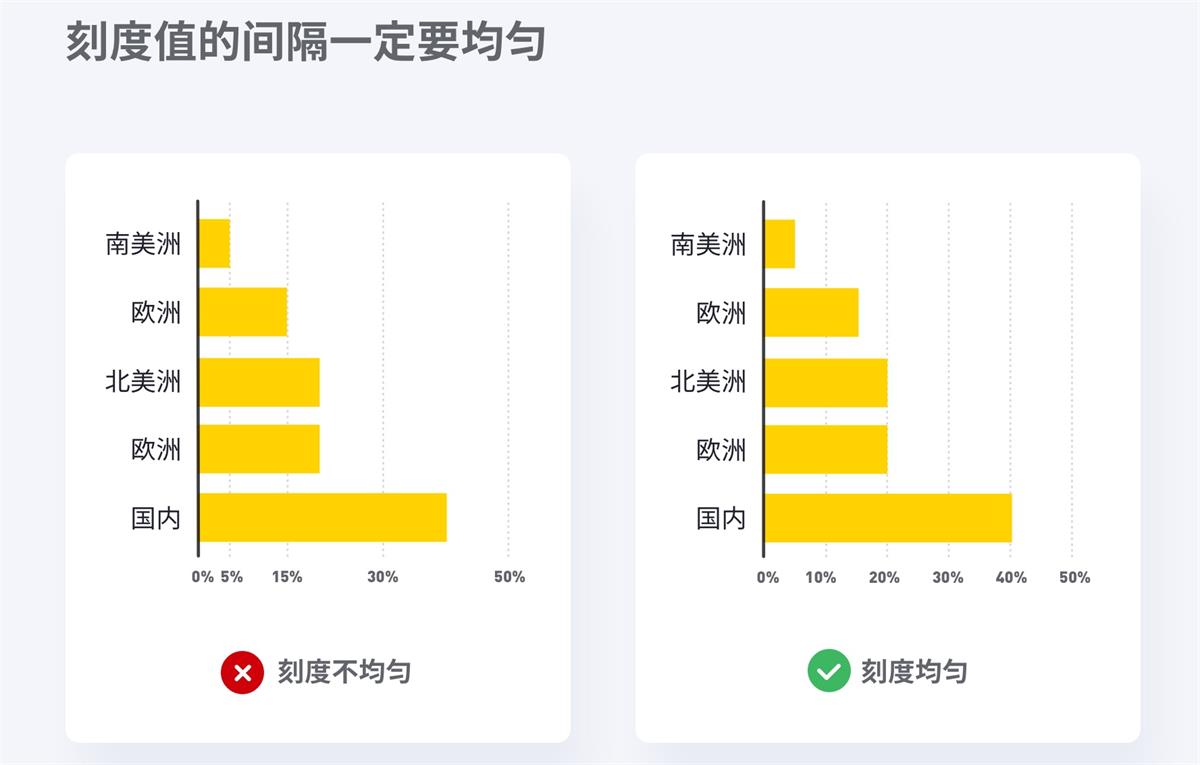 刻度值的间隔一定要均匀
南美洲
欧洲
北美洲
欧洲
国内
0% 5% 15% 30% 50%
刻度不均匀
南美洲
欧洲
北美洲
欧洲
国内
0% 10% 20% 30% 40% 50%
刻度均匀